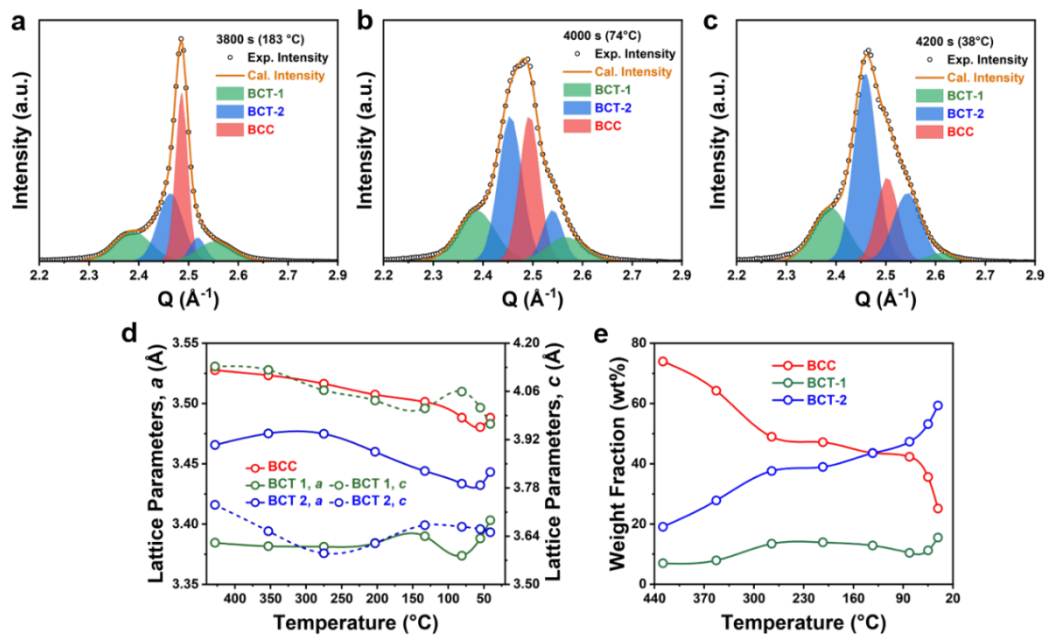 a
3800 s (183 °C)
Exp. Intensity
Cal. Intensity
BCT-1
BCT-2
BCC
Intensity (a.u.)
2.2 2.3 2.4 2.5 2.6 2.7 2.8 2.9
Q (Å⁻¹)
b
4000 s (74°C)
Exp. Intensity
Cal. Intensity
BCT-1
BCT-2
BCC
Intensity (a.u.)
2.2 2.3 2.4 2.5 2.6 2.7 2.8 2.9
Q (Å⁻¹)
c
4200 s (38°C)
Exp. Intensity
Cal. Intensity
BCT-1
BCT-2
BCC
Intensity (a.u.)
2.2 2.3 2.4 2.5 2.6 2.7 2.8 2.9
Q (Å⁻¹)
d
Lattice Parameters, a (Å)
3.55
3.50
3.45
3.40
3.35
BCC
BCT 1, a BCT 1, c
BCT 2, a BCT 2, c
4.20
4.06
3.92
3.78
3.64
3.50
Lattice Parameters, c (Å)
400 350 300 250 200 150 100 50
Temperature (°C)
e
Weight Fraction (wt%)
80
60
40
20
0
BCC
BCT-1
BCT-2
440 370 300 230 160 90 20
Temperature (°C)